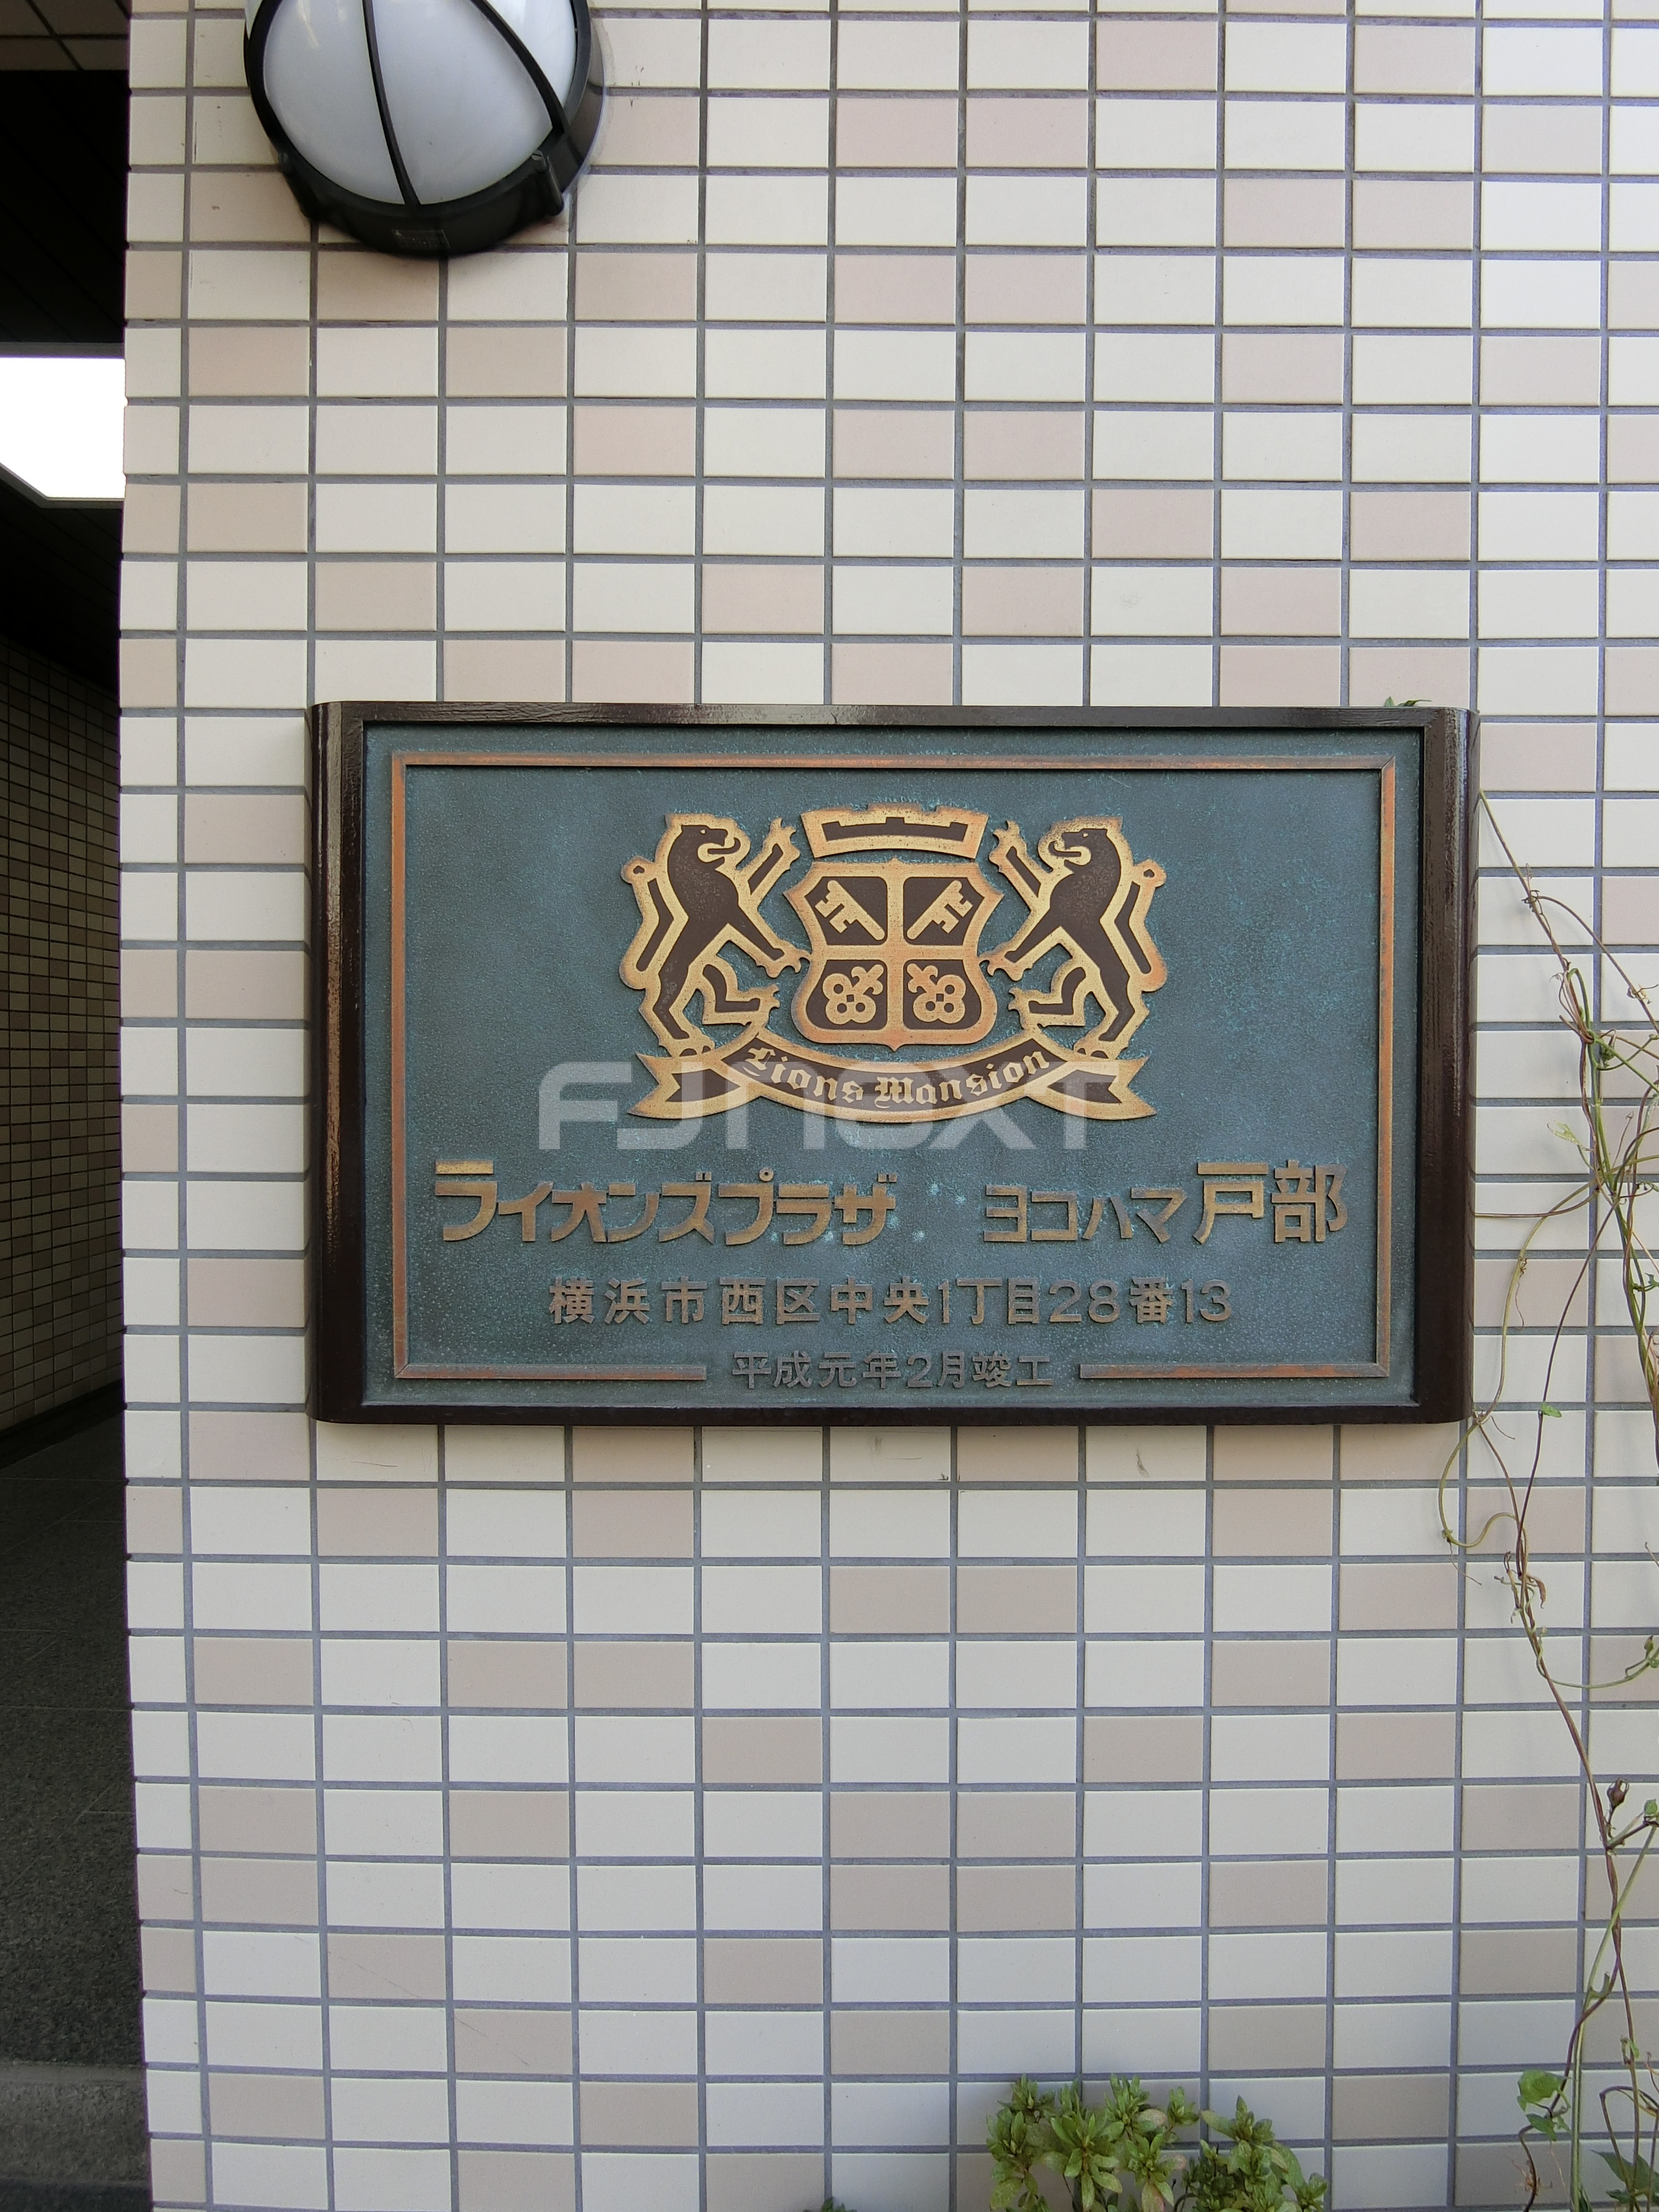 Lions Mansion
FJNEXT
ライオンズプラザ ヨコハマ戸部
横浜市西区中央1丁目28番13
平成元年2月竣工